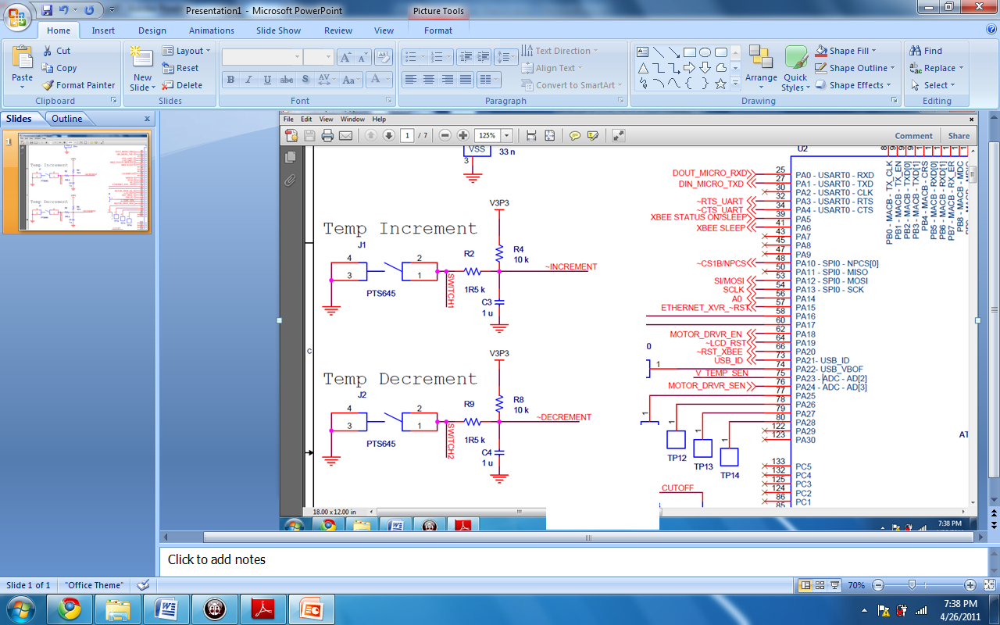 Presentation1 - Microsoft PowerPoint
Picture Tools
Home Insert Design Animations Slide Show Review View Format
Paste
Cut
Copy
Format Painter
Clipboard
New Slide
Layout
Reset
Delete
Slides
B I U abc S AV Aa A
Font
Text Direction
Align Text
Convert to SmartArt
Paragraph
Arrange
Quick Styles
Shape Fill
Shape Outline
Shape Effects
Drawing
Find
Replace
Select
Editing
Slides Outline x
1
Temp Increment
Temp Decrement
File Edit View Window Help
1 / 7
125%
Comment Share
VSS
3
33 n
V3P3
Temp Increment
J1
4
3
2
1
PTS645
SWITCH1
R2
1R5 k
R4
10 k
~INCREMENT
C3
1 u
C
V3P3
Temp Decrement
J2
4
3
2
1
PTS645
SWITCH2
R9
1R5 k
R8
10 k
~DECREMENT
C4
1 u
U2
PB0 - MACB - TX_CLK
PB1 - MACB - TX_EN
PB2 - MACB - TXD[0]
PB3 - MACB - TXD[1]
PB4 - MACB - CRS
PB5 - MACB - RXD[0]
PB6 - MACB - RXD[1]
PB7 - MACB - RX_ER
PB8 - MACB - MDC
DOUT_MICRO_RXD 25 PA0 - USART0 - RXD
DIN_MICRO_TXD 27 PA1 - USART0 - TXD
30 PA2 - USART0 - CLK
~RTS_UART 32 PA3 - USART0 - RTS
~CTS_UART 34 PA4 - USART0 - CTS
XBEE STATUS ON/SLEEP 39 PA5
XBEE SLEEP 41 PA6
43 PA7
45 PA8
47 PA9
~CS1B/NPCS 48 PA10 - SPI0 - NPCS[0]
50 PA11 - SPI0 - MISO
SI/MOSI 53 PA12 - SPI0 - MOSI
SCLK 54 PA13 - SPI0 - SCK
A0 56 PA14
ETHERNET_XVR_~RST 57 PA15
58 PA16
60 PA17
MOTOR_DRVR_EN 62 PA18
~LCD_RST 64 PA19
~RST_XBEE 66 PA20
USB_ID 73 PA21- USB_ID
0
1
74 PA22- USB_VBOF
V_TEMP_SEN 75 PA23 - ADC - AD[2]
MOTOR_DRVR_SEN 76 PA24 - ADC - AD[3]
77 PA25
78 PA26
79 PA27
80 PA28
122 PA29
123 PA30
1
1
1
1
TP12
TP13
TP14
AT
133 PC5
132 PC4
125 PC3
124 PC2
86 PC1
85
CUTOFF
18.00 x 12.00 in
7:38 PM
Click to add notes
Slide 1 of 1 "Office Theme" 70%
7:38 PM
4/26/2011